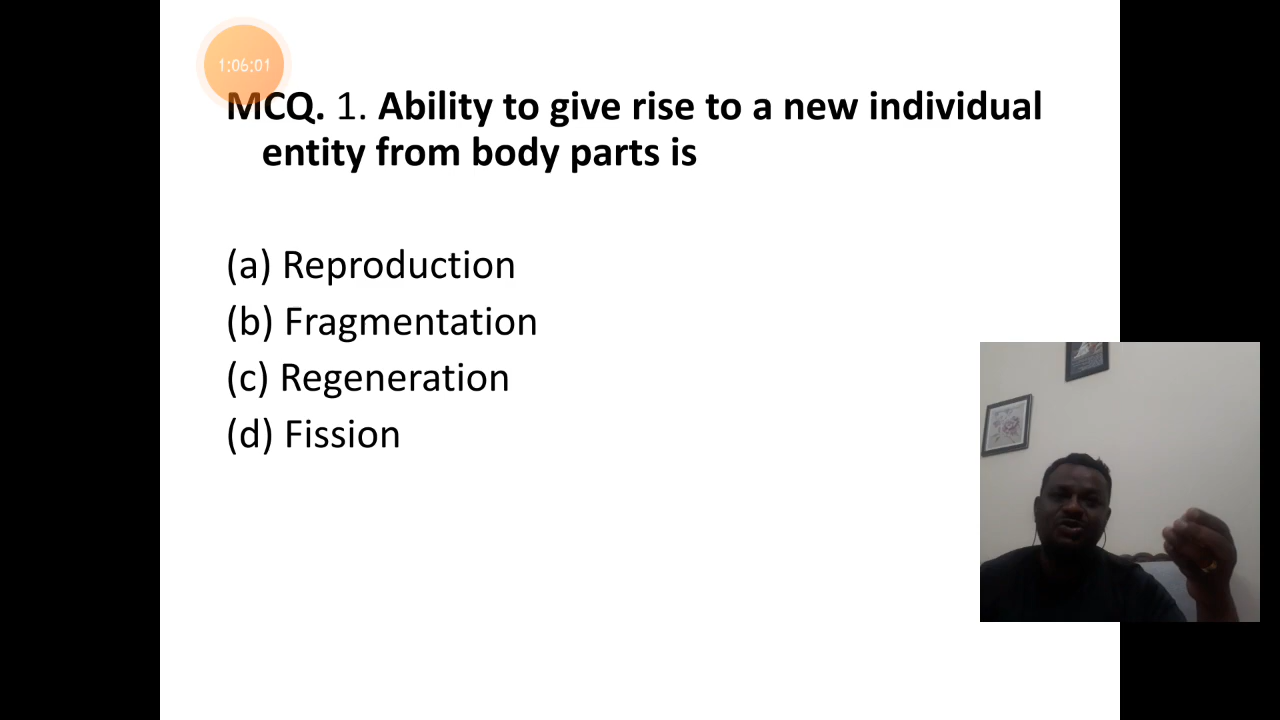 1:06:01
MCQ. 1. Ability to give rise to a new individual
entity from body parts is
(a) Reproduction
(b) Fragmentation
(c) Regeneration
(d) Fission